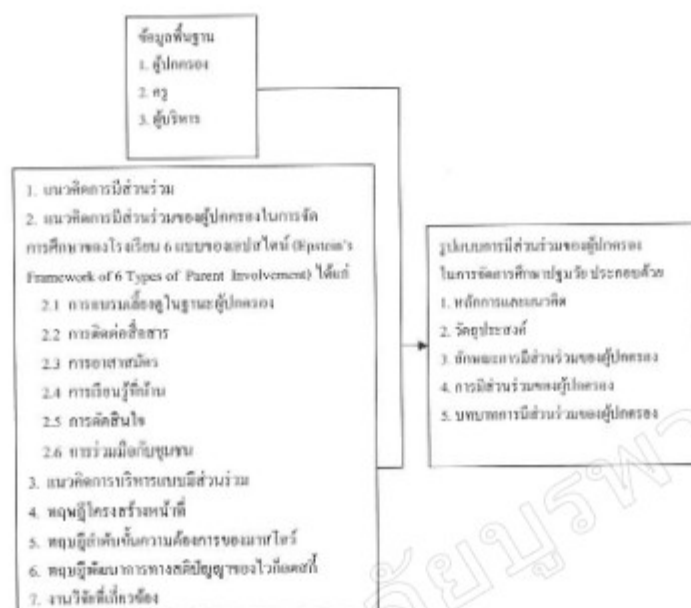 ข้อมูลพื้นฐาน
1. ผู้ปกครอง
2. ครู
3. ผู้บริหาร
1. แนวคิดการมีส่วนร่วม
2. แนวคิดการมีส่วนร่วมของผู้ปกครองในการจัด
การศึกษาของโรงเรียน 6 แบบของเอปสไตน์ (Epstein's
Framework of 6 Types of Parent Involvement) ได้แก่
2.1 การอบรมเลี้ยงดูในฐานะผู้ปกครอง
2.2 การติดต่อสื่อสาร
2.3 การอาสาสมัคร
2.4 การเรียนรู้ที่บ้าน
2.5 การตัดสินใจ
2.6 การร่วมมือกับชุมชน
3. แนวคิดการบริหารแบบมีส่วนร่วม
4. ทฤษฎีโครงสร้างหน้าที่
5. ทฤษฎีลำดับขั้นความต้องการของมาสโลว์
6. ทฤษฎีพัฒนาการทางสติปัญญาของไวก็อตสกี้
7. งานวิจัยที่เกี่ยวข้อง
รูปแบบการมีส่วนร่วมของผู้ปกครอง
ในการจัดการศึกษาปฐมวัย ประกอบด้วย
1. หลักการและแนวคิด
2. วัตถุประสงค์
3. ลักษณะการมีส่วนร่วมของผู้ปกครอง
4. การมีส่วนร่วมของผู้ปกครอง
5. บทบาทการมีส่วนร่วมของผู้ปกครอง